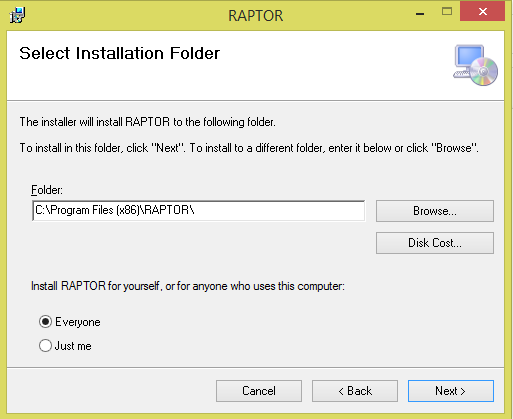 RAPTOR
Select Installation Folder
The installer will install RAPTOR to the following folder.
To install in this folder, click "Next". To install to a different folder, enter it below or click "Browse".
Folder:
C:\Program Files (x86)\RAPTOR\
Browse...
Disk Cost...
Install RAPTOR for yourself, or for anyone who uses this computer:
Everyone
Just me
Cancel
< Back
Next >